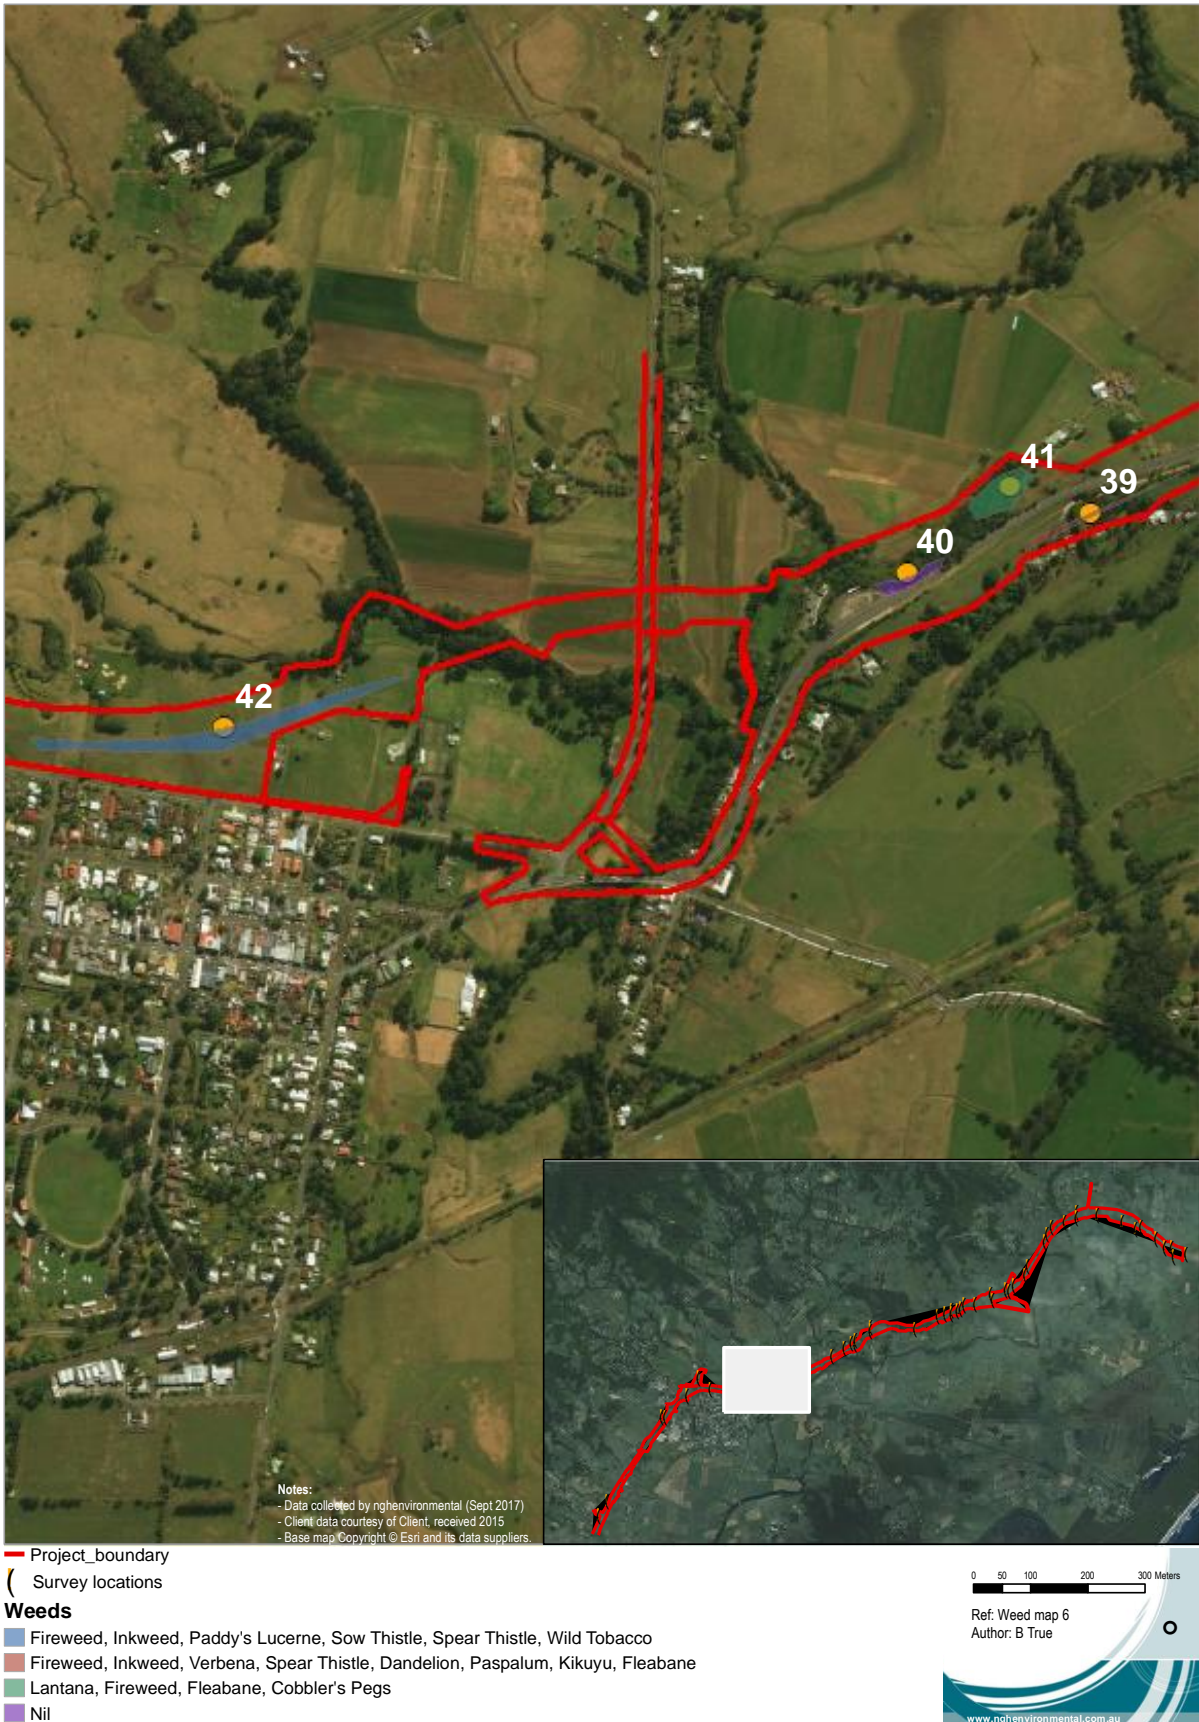 41
39
40
42
Notes:
- Data collected by nghenvironmental (Sept 2017)
- Client data courtesy of Client, received 2015
- Base map Copyright © Esri and its data suppliers.
Project_boundary
Survey locations
Weeds
Fireweed, Inkweed, Paddy's Lucerne, Sow Thistle, Spear Thistle, Wild Tobacco
Fireweed, Inkweed, Verbena, Spear Thistle, Dandelion, Paspalum, Kikuyu, Fleabane
Lantana, Fireweed, Fleabane, Cobbler's Pegs
Nil
0 50 100 200 300 Meters
Ref: Weed map 6
Author: B True
www.nghenvironmental.com.au